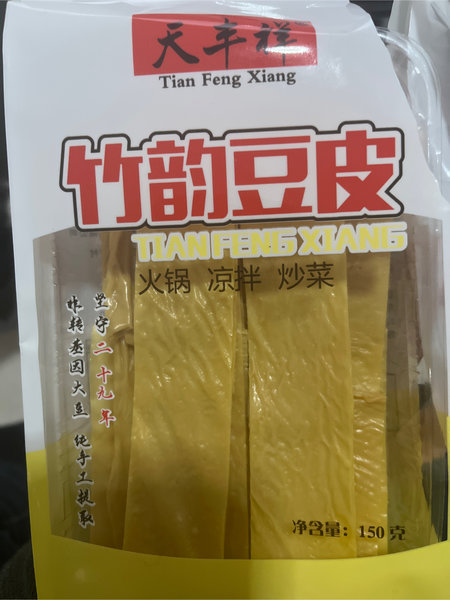 天丰祥
Tian Feng Xiang
竹韵豆皮
TIAN FENG XIANG
火锅 凉拌 炒菜
坚守二十九年
非转基因大豆 纯手工提取
净含量：150克